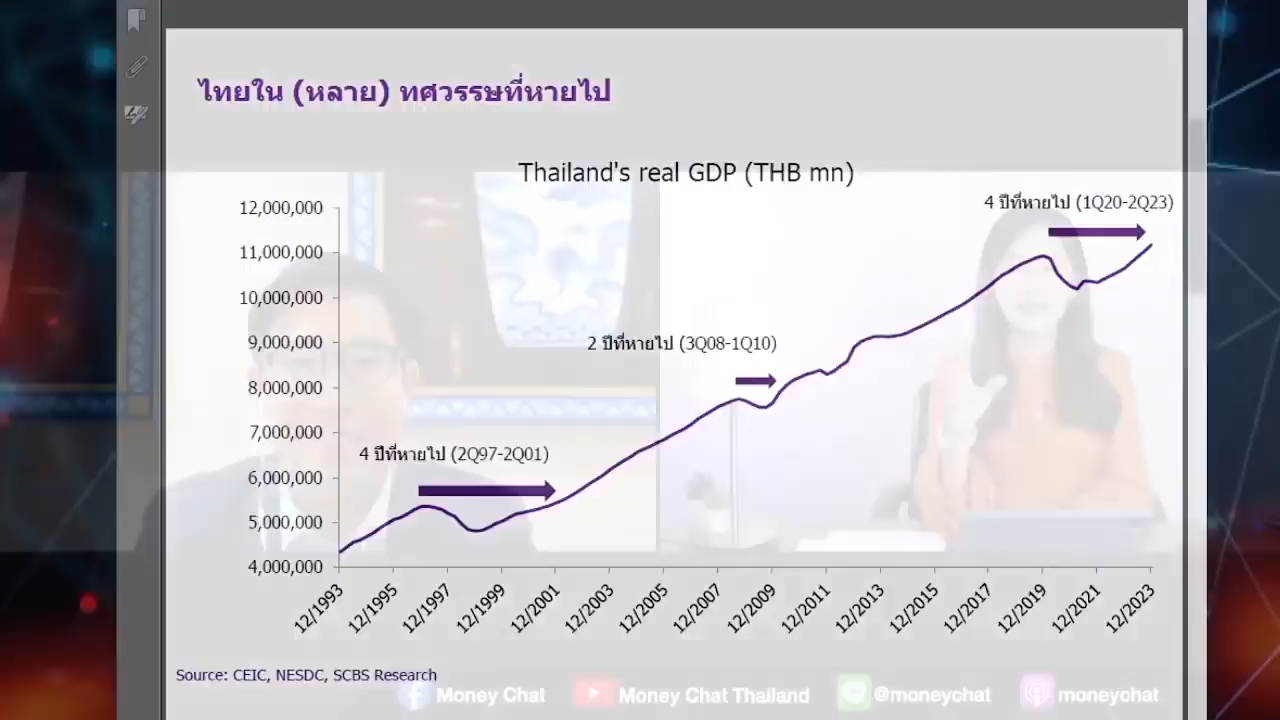 ไทยใน (หลาย) ทศวรรษที่หายไป
Thailand's real GDP (THB mn)
4 ปีที่หายไป (1Q20-2Q23)
2 ปีที่หายไป (3Q08-1Q10)
4 ปีที่หายไป (2Q97-2Q01)
12,000,000
11,000,000
10,000,000
9,000,000
8,000,000
7,000,000
6,000,000
5,000,000
4,000,000
12/1993
12/1995
12/1997
12/1999
12/2001
12/2003
12/2005
12/2007
12/2009
12/2011
12/2013
12/2015
12/2017
12/2019
12/2021
12/2023
Source: CEIC, NESDC, SCBS Research
Money Chat
Money Chat Thailand
@moneychat
moneychat